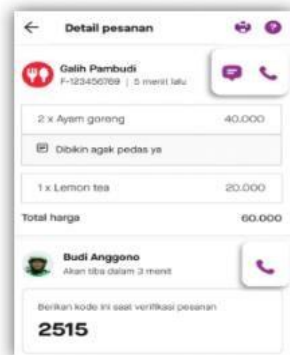 Detail pesanan
Galih Pambudi
F-123456769 | 5 menit lalu
2 x Ayam goreng 40.000
Dibikin agak pedas ya
1 x Lemon tea 20.000
Total harga 60.000
Budi Anggono
Akan tiba dalam 3 menit
Berikan kode ini saat verifikasi pesanan
2515